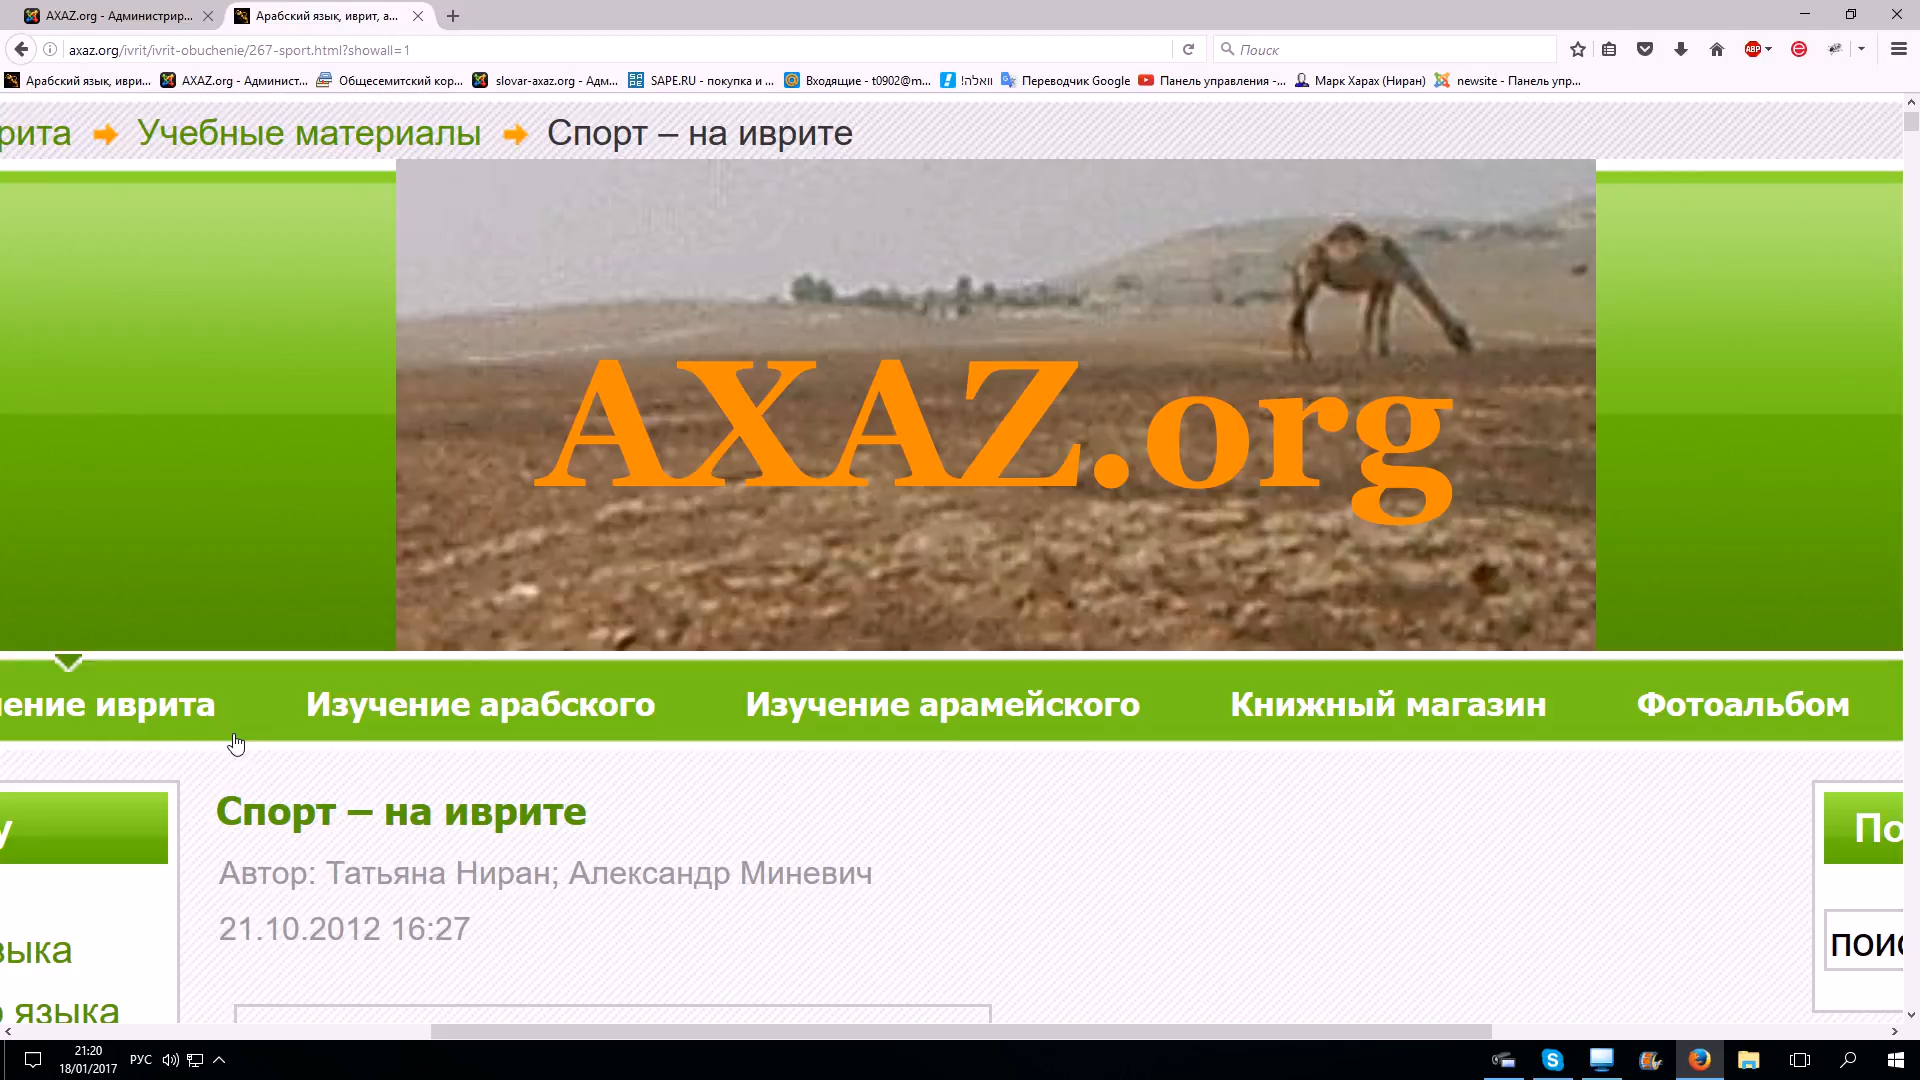 AXAZ.org - Администрир...
Арабский язык, иврит, а...
axaz.org/ivrit/ivrit-obuchenie/267-sport.html?showall=1
Поиск
ABP
Арабский язык, иври...
AXAZ.org - Админист...
Общесемитский кор...
slovar-axaz.org - Адм...
SAPE.RU - покупка и ...
Входящие - t0902@m...
וואלה!
Переводчик Google
Панель управления -...
Марк Харах (Ниран)
newsite - Панель упр...
рита
Учебные материалы
Спорт – на иврите
AXAZ.org
ение иврита
Изучение арабского
Изучение арамейского
Книжный магазин
Фотоальбом
Спорт – на иврите
у
По
Автор: Татьяна Ниран; Александр Миневич
21.10.2012 16:27
зыка
поис
о языка
21:20
18/01/2017
РУС